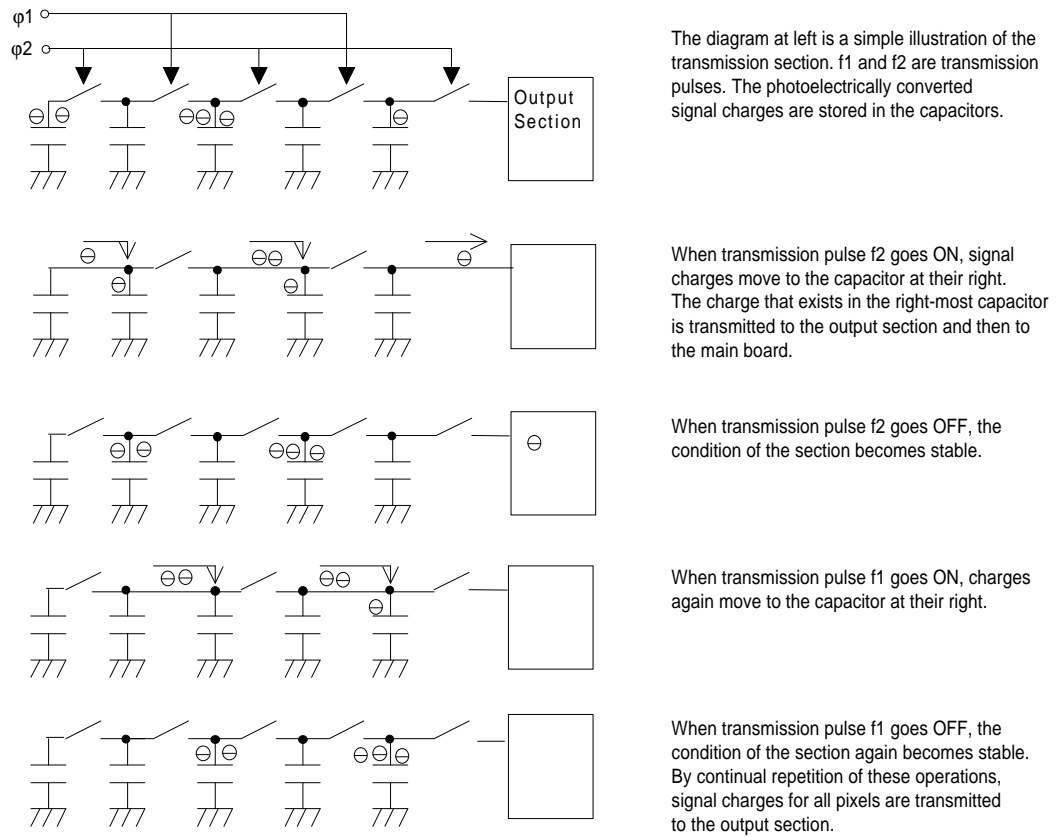 φ1
φ2
Output
Section
The diagram at left is a simple illustration of the
transmission section. f1 and f2 are transmission
pulses. The photoelectrically converted
signal charges are stored in the capacitors.
When transmission pulse f2 goes ON, signal
charges move to the capacitor at their right.
The charge that exists in the right-most capacitor
is transmitted to the output section and then to
the main board.
When transmission pulse f2 goes OFF, the
condition of the section becomes stable.
When transmission pulse f1 goes ON, charges
again move to the capacitor at their right.
When transmission pulse f1 goes OFF, the
condition of the section again becomes stable.
By continual repetition of these operations,
signal charges for all pixels are transmitted
to the output section.